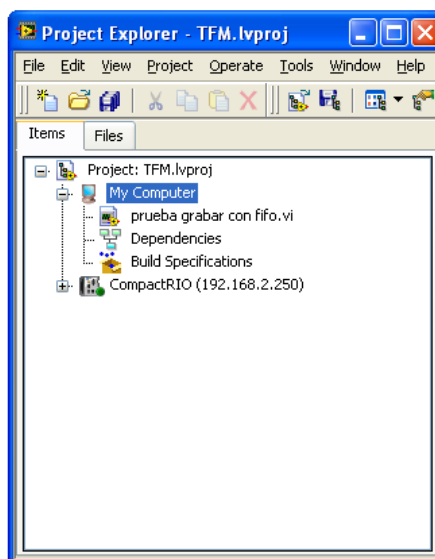 Project Explorer - TFM.lvproj
File Edit View Project Operate Tools Window Help
Items Files
Project: TFM.lvproj
My Computer
prueba grabar con fifo.vi
Dependencies
Build Specifications
CompactRIO (192.168.2.250)